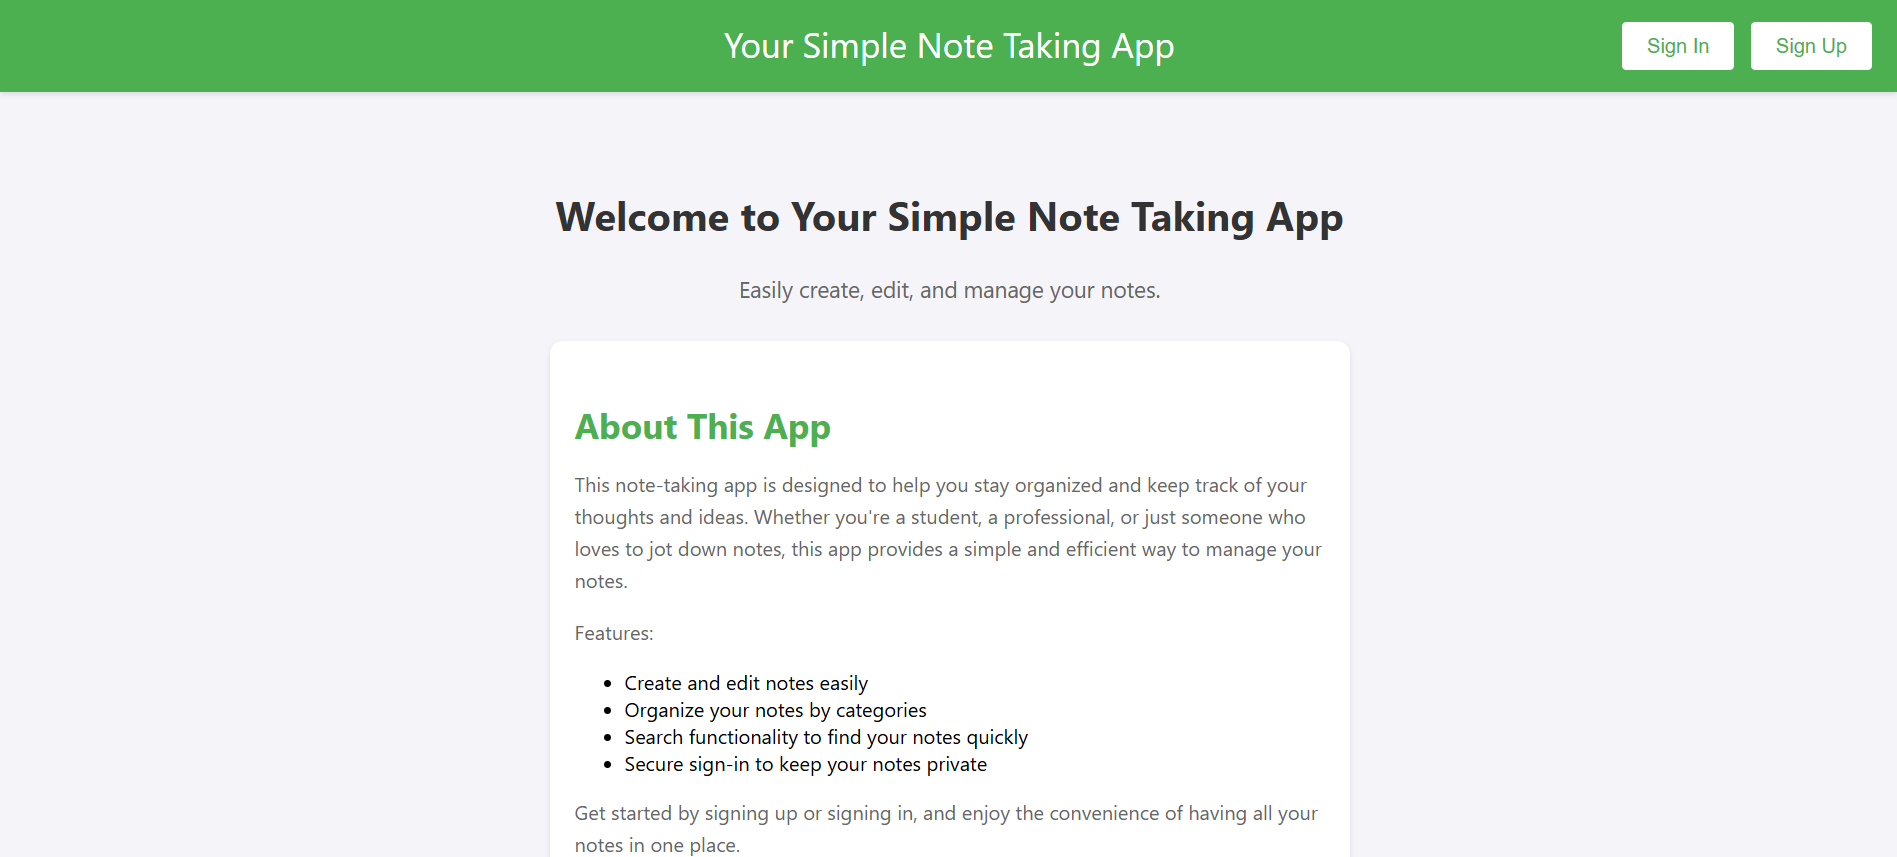 Your Simple Note Taking App
Sign In
Sign Up
Welcome to Your Simple Note Taking App
Easily create, edit, and manage your notes.
About This App
This note-taking app is designed to help you stay organized and keep track of your
thoughts and ideas. Whether you're a student, a professional, or just someone who
loves to jot down notes, this app provides a simple and efficient way to manage your
notes.
Features:
Create and edit notes easily
Organize your notes by categories
Search functionality to find your notes quickly
Secure sign-in to keep your notes private
Get started by signing up or signing in, and enjoy the convenience of having all your
notes in one place.